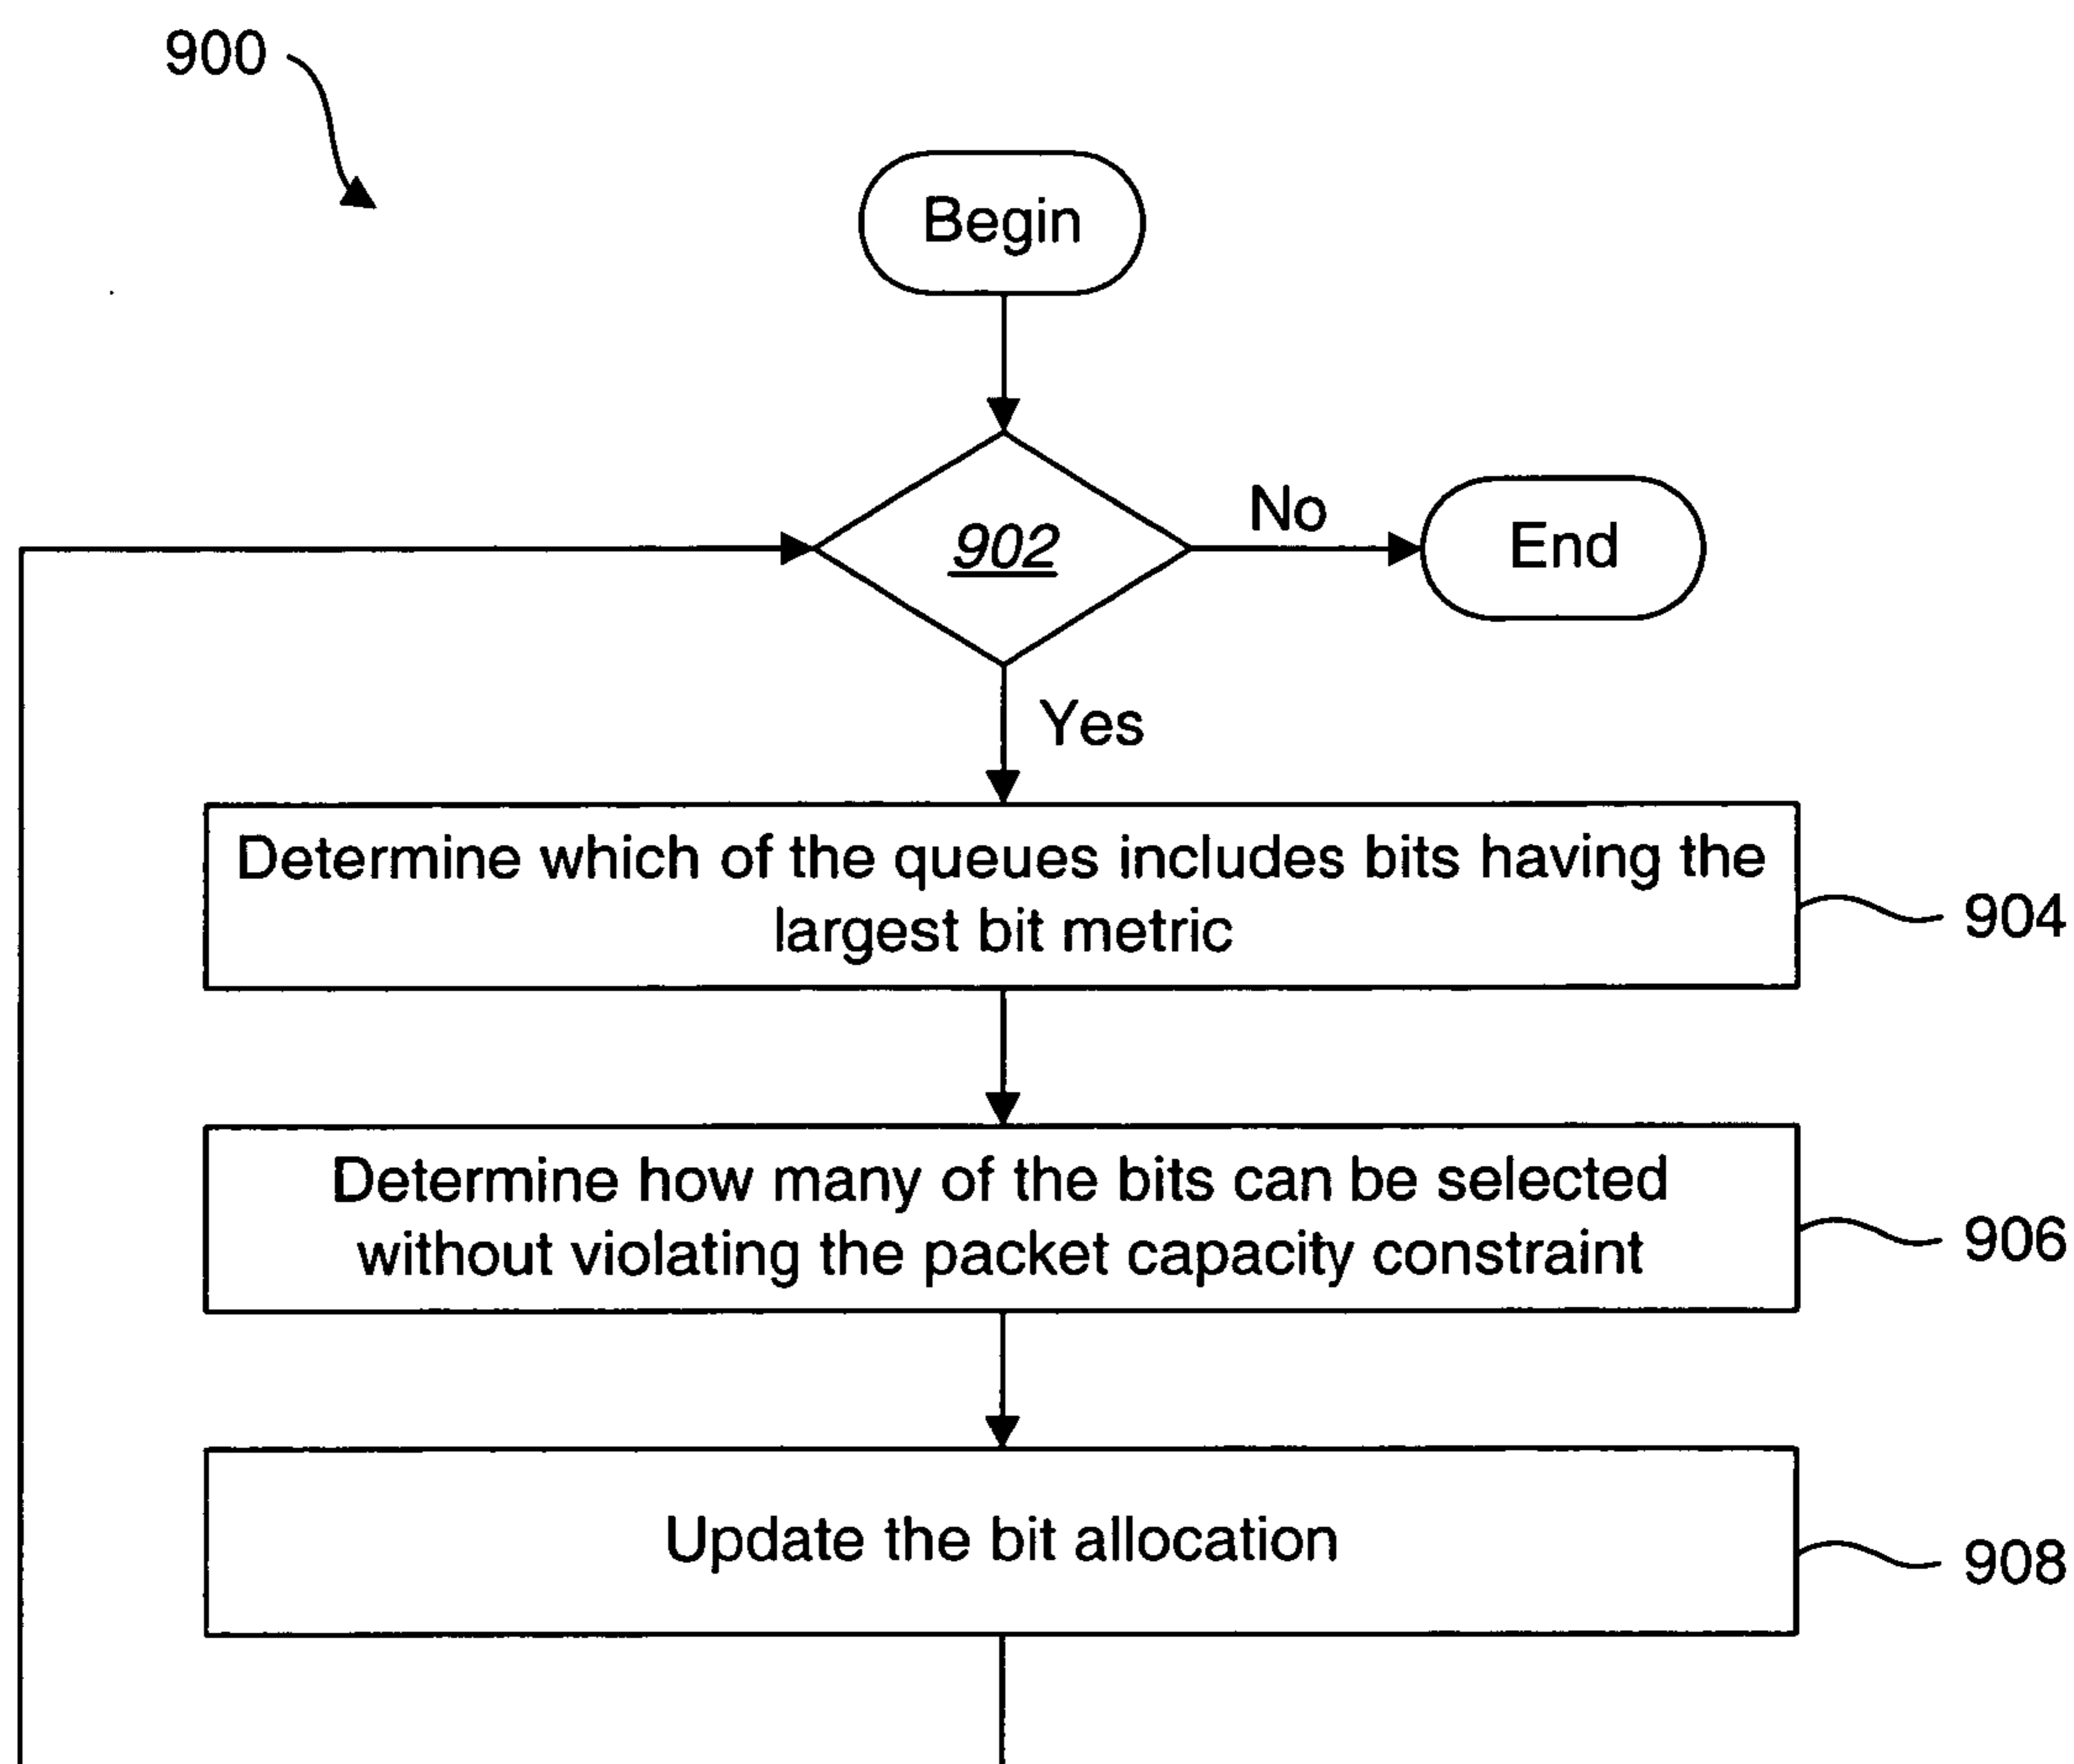 900
Begin
902
No
End
Yes
Determine which of the queues includes bits having the
largest bit metric
904
Determine how many of the bits can be selected
without violating the packet capacity constraint
906
Update the bit allocation
908